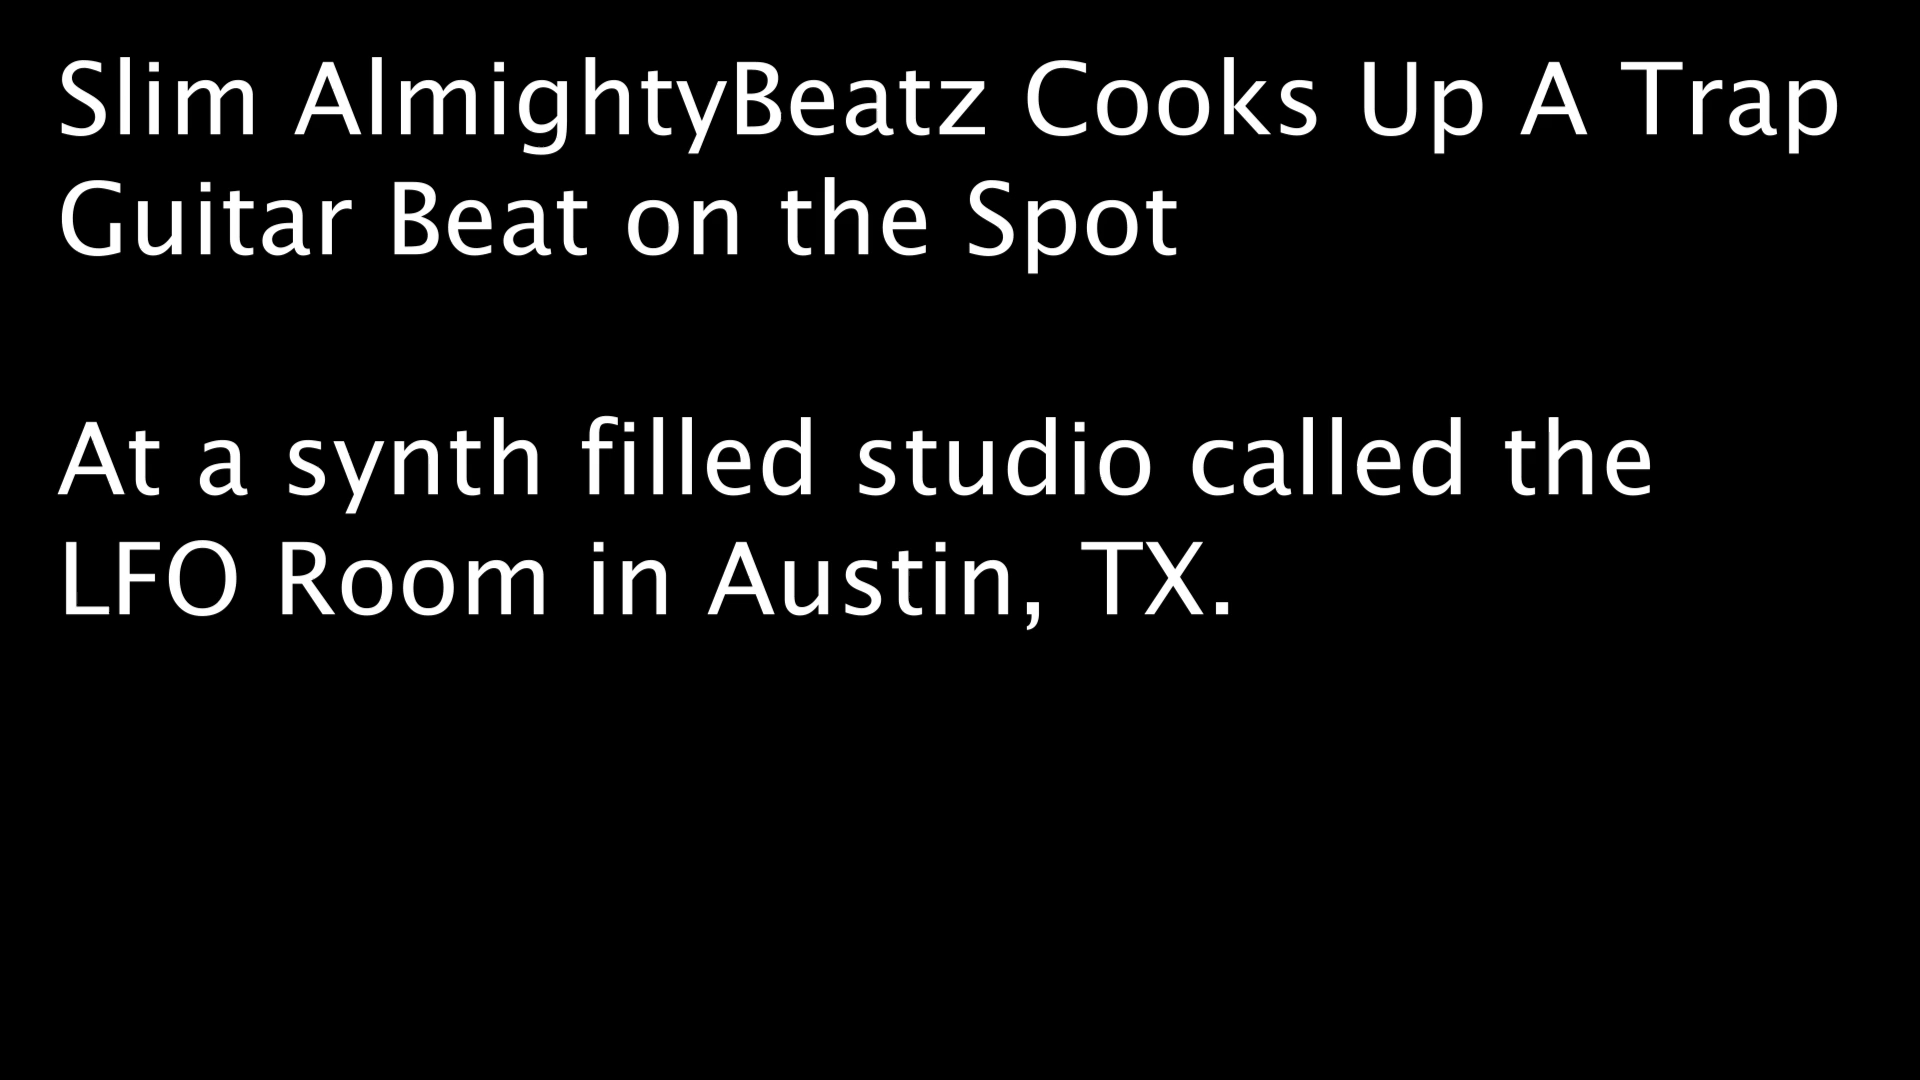 Slim AlmightyBeatz Cooks Up A Trap
Guitar Beat on the Spot
At a synth filled studio called the
LFO Room in Austin, TX.